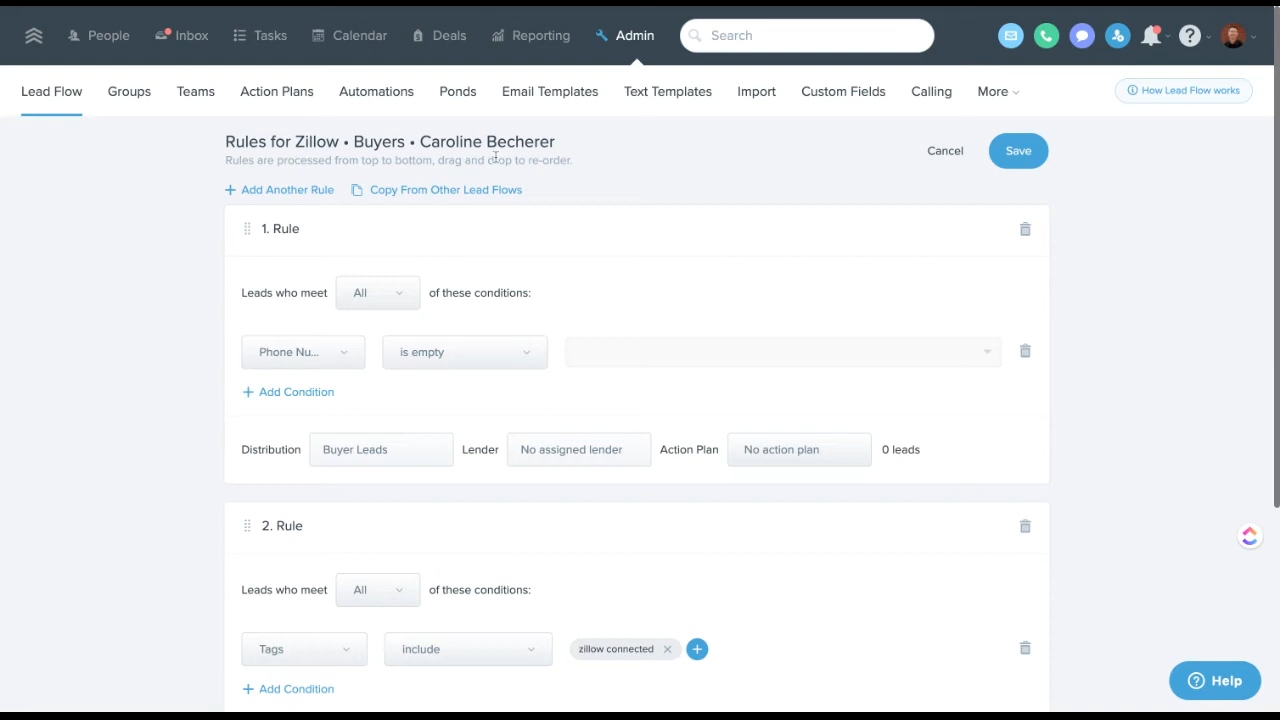 People Inbox Tasks Calendar Deals Reporting Admin Search
Lead Flow Groups Teams Action Plans Automations Ponds Email Templates Text Templates Import Custom Fields Calling More How Lead Flow works
Rules for Zillow • Buyers • Caroline Becherer
Cancel Save
Rules are processed from top to bottom, drag and drop to re-order.
+ Add Another Rule Copy From Other Lead Flows
1. Rule
Leads who meet All of these conditions:
Phone Nu... is empty
+ Add Condition
Distribution Buyer Leads Lender No assigned lender Action Plan No action plan 0 leads
2. Rule
Leads who meet All of these conditions:
Tags include zillow connected
+ Add Condition
Help